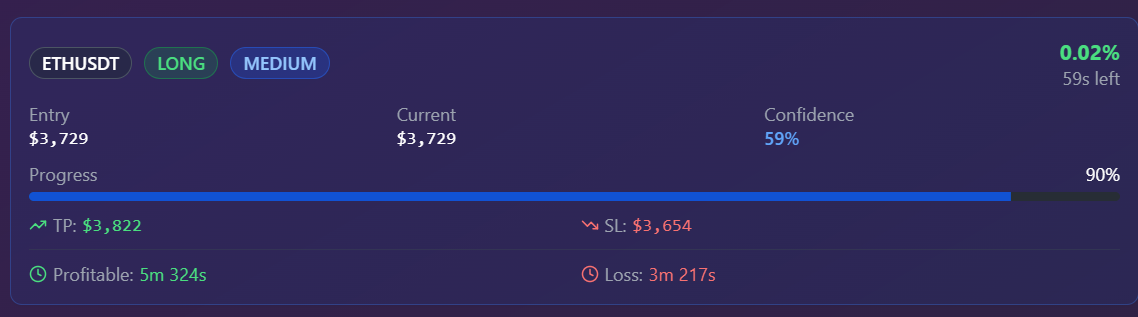 ETHUSDT LONG MEDIUM 0.02%
59s left
Entry Current Confidence
$3,729 $3,729 59%
Progress 90%
TP: $3,822 SL: $3,654
Profitable: 5m 324s Loss: 3m 217s